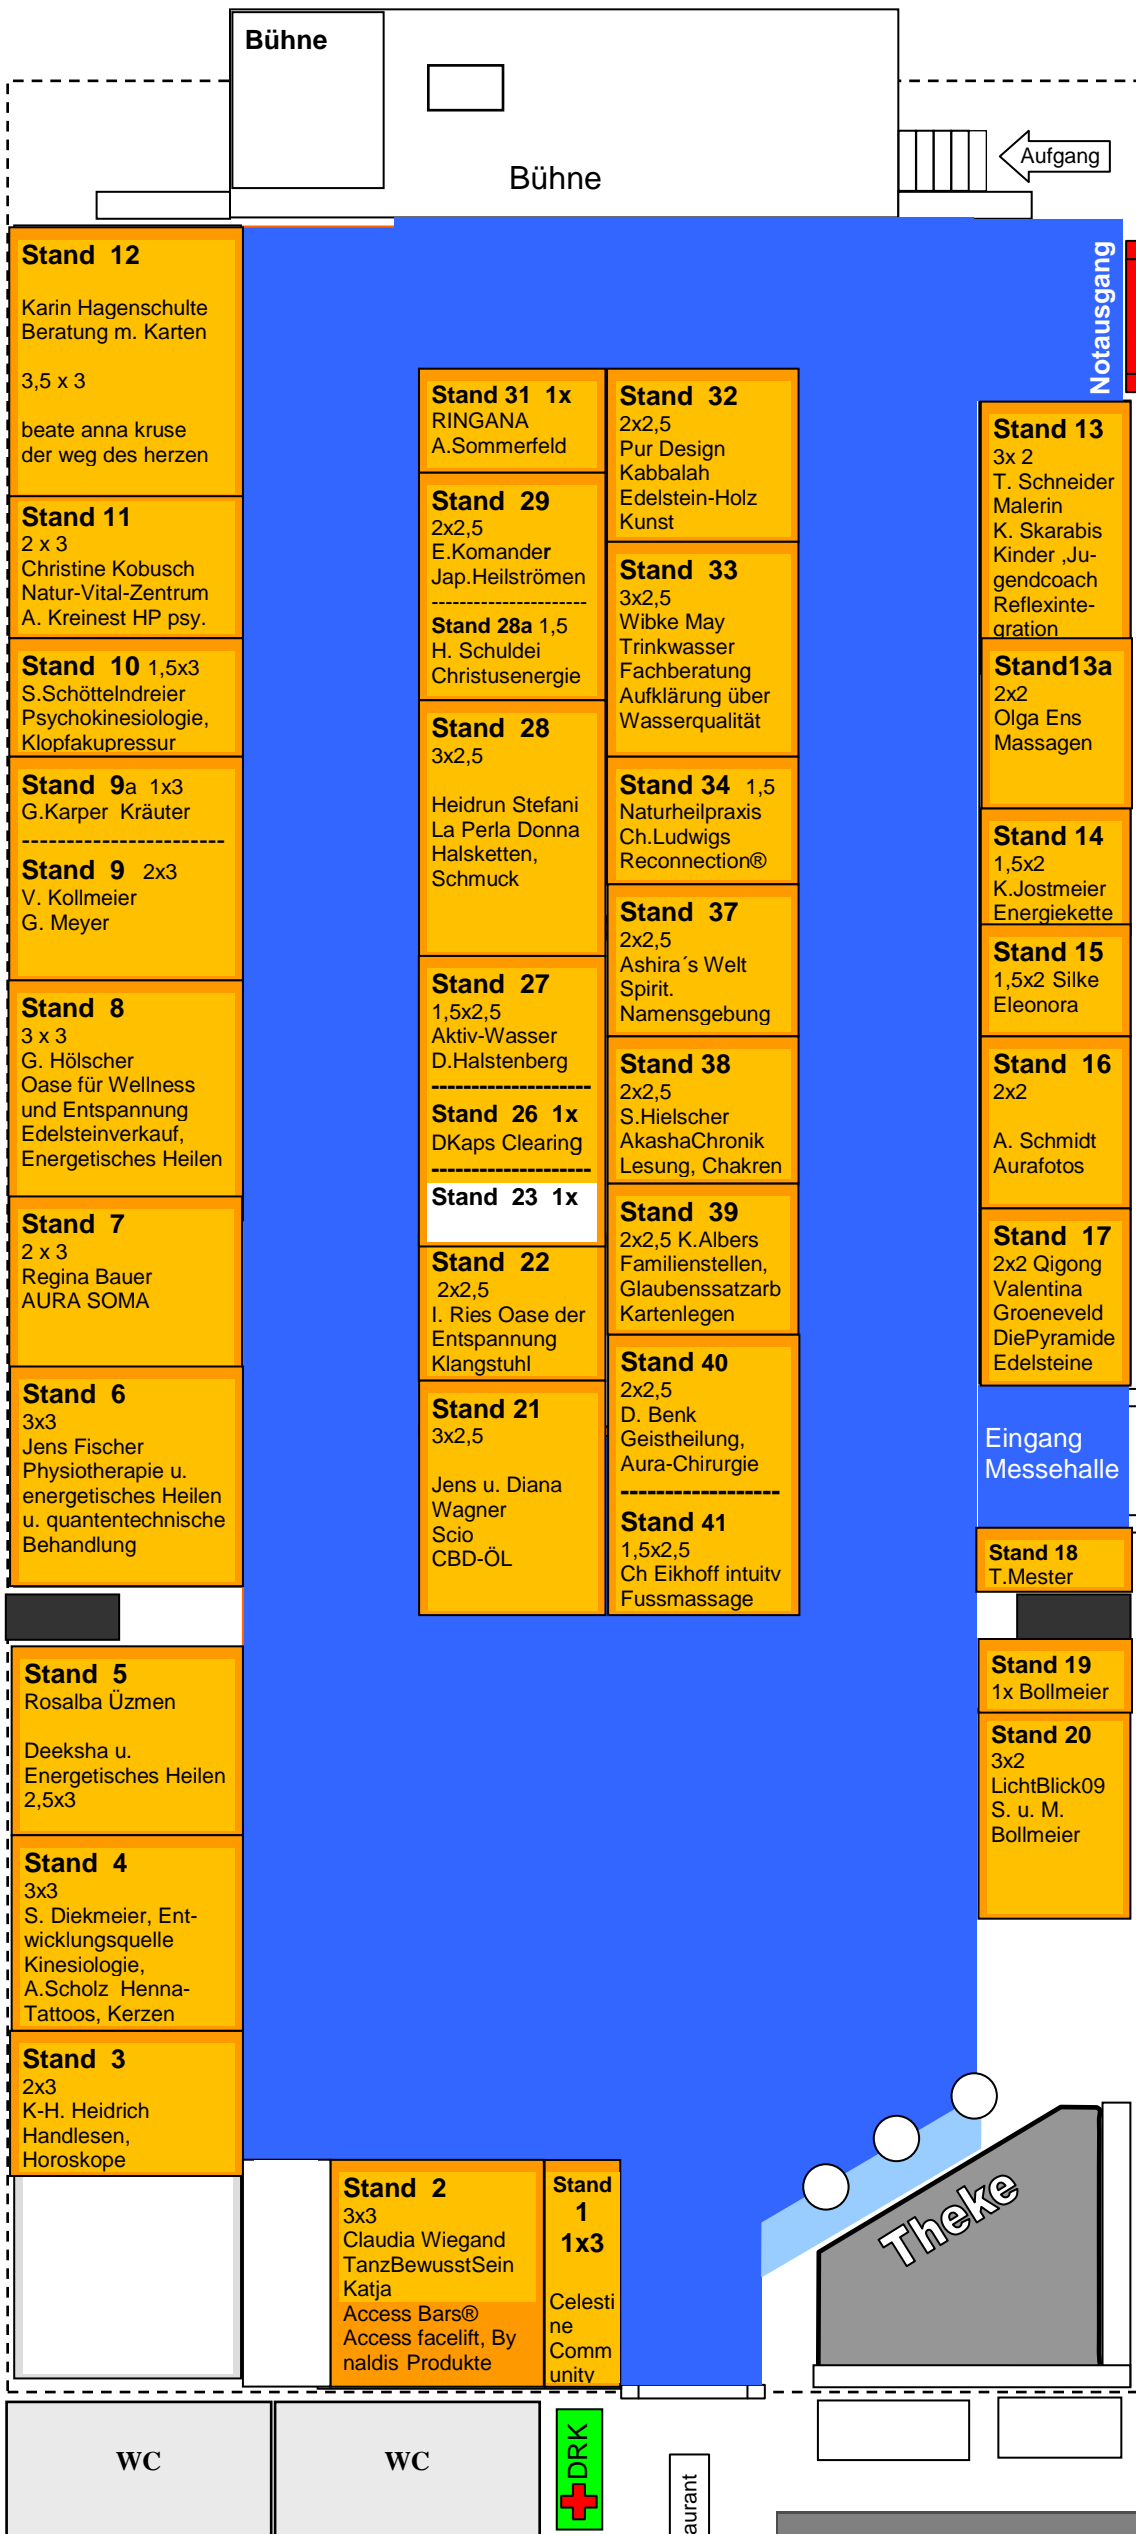 Bühne
Bühne
Aufgang
Notausgang
Stand 12
Karin Hagenschulte
Beratung m. Karten
3,5 x 3
beate anna kruse
der weg des herzen
Stand 11
2 x 3
Christine Kobusch
Natur-Vital-Zentrum
A. Kreinest HP psy.
Stand 10 1,5x3
S.Schöttelndreier
Psychokinesiologie,
Klopfakupressur
Stand 9a 1x3
G.Karper Kräuter
-----------------------
Stand 9 2x3
V. Kollmeier
G. Meyer
Stand 8
3 x 3
G. Hölscher
Oase für Wellness
und Entspannung
Edelsteinverkauf,
Energetisches Heilen
Stand 7
2 x 3
Regina Bauer
AURA SOMA
Stand 6
3x3
Jens Fischer
Physiotherapie u.
energetisches Heilen
u. quantentechnische
Behandlung
Stand 5
Rosalba Üzmen
Deeksha u.
Energetisches Heilen
2,5x3
Stand 4
3x3
S. Diekmeier, Ent-
wicklungsquelle
Kinesiologie,
A.Scholz Henna-
Tattoos, Kerzen
Stand 3
2x3
K-H. Heidrich
Handlesen,
Horoskope
Stand 31 1x
RINGANA
A.Sommerfeld
Stand 29
2x2,5
E.Komander
Jap.Heilströmen
----------------------
Stand 28a 1,5
H. Schuldei
Christusenergie
Stand 28
3x2,5
Heidrun Stefani
La Perla Donna
Halsketten,
Schmuck
Stand 27
1,5x2,5
Aktiv-Wasser
D.Halstenberg
--------------------
Stand 26 1x
DKaps Clearing
--------------------
Stand 23 1x
Stand 22
2x2,5
I. Ries Oase der
Entspannung
Klangstuhl
Stand 21
3x2,5
Jens u. Diana
Wagner
Scio
CBD-ÖL
Stand 32
2x2,5
Pur Design
Kabbalah
Edelstein-Holz
Kunst
Stand 33
3x2,5
Wibke May
Trinkwasser
Fachberatung
Aufklärung über
Wasserqualität
Stand 34 1,5
Naturheilpraxis
Ch.Ludwigs
Reconnection®
Stand 37
2x2,5
Ashira´s Welt
Spirit.
Namensgebung
Stand 38
2x2,5
S.Hielscher
AkashaChronik
Lesung, Chakren
Stand 39
2x2,5 K.Albers
Familienstellen,
Glaubenssatzarb
Kartenlegen
Stand 40
2x2,5
D. Benk
Geistheilung,
Aura-Chirurgie
------------------
Stand 41
1,5x2,5
Ch Eikhoff intuitv
Fussmassage
Stand 13
3x 2
T. Schneider
Malerin
K. Skarabis
Kinder ,Ju-
gendcoach
Reflexinte-
gration
Stand13a
2x2
Olga Ens
Massagen
Stand 14
1,5x2
K.Jostmeier
Energiekette
Stand 15
1,5x2 Silke
Eleonora
Stand 16
2x2
A. Schmidt
Aurafotos
Stand 17
2x2 Qigong
Valentina
Groeneveld
DiePyramide
Edelsteine
Eingang
Messehalle
Stand 18
T.Mester
Stand 19
1x Bollmeier
Stand 20
3x2
LichtBlick09
S. u. M.
Bollmeier
Stand 2
3x3
Claudia Wiegand
TanzBewusstSein
Katja
Access Bars®
Access facelift, By
naldis Produkte
Stand
1
1x3
Celesti
ne
Comm
unity
Theke
WC
WC
DRK
aurant